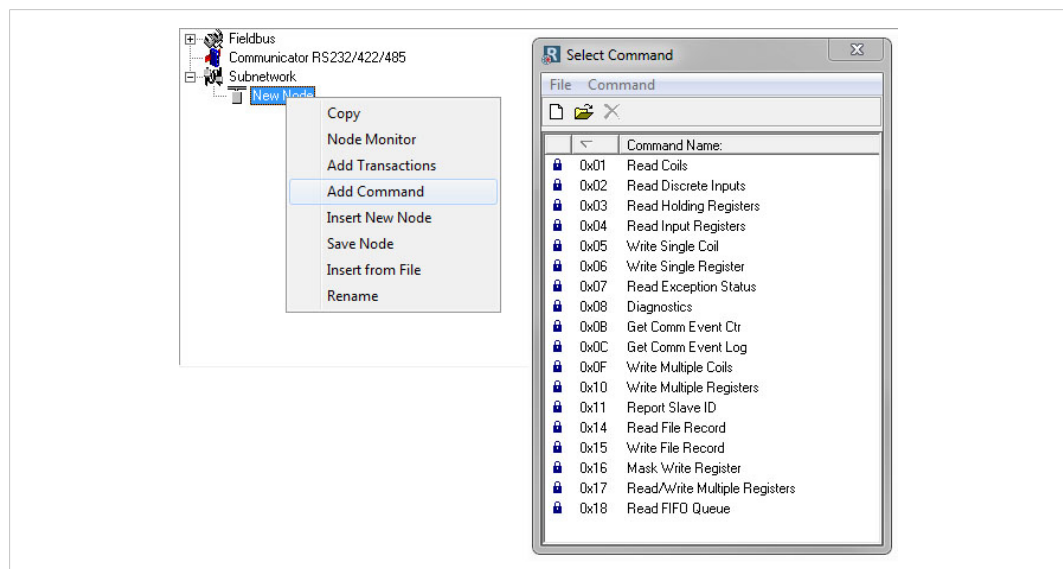 Fieldbus
Communicator RS232/422/485
Subnetwork
New Node
Copy
Node Monitor
Add Transactions
Add Command
Insert New Node
Save Node
Insert from File
Rename
Select Command
File Command
Command Name:
0x01 Read Coils
0x02 Read Discrete Inputs
0x03 Read Holding Registers
0x04 Read Input Registers
0x05 Write Single Coil
0x06 Write Single Register
0x07 Read Exception Status
0x08 Diagnostics
0x0B Get Comm Event Ctr
0x0C Get Comm Event Log
0x0F Write Multiple Coils
0x10 Write Multiple Registers
0x11 Report Slave ID
0x14 Read File Record
0x15 Write File Record
0x16 Mask Write Register
0x17 Read/Write Multiple Registers
0x18 Read FIFO Queue